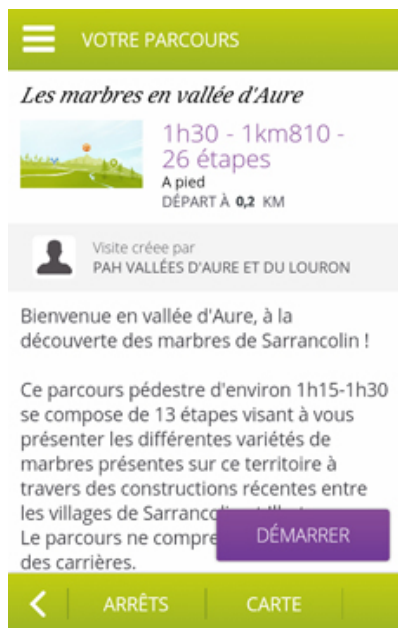 VOTRE PARCOURS
Les marbres en vallée d'Aure
1h30 - 1km810 -
26 étapes
A pied
DÉPART À 0,2 KM
Visite créee par
PAH VALLÉES D'AURE ET DU LOURON
Bienvenue en vallée d'Aure, à la
découverte des marbres de Sarrancolin !
Ce parcours pédestre d'environ 1h15-1h30
se compose de 13 étapes visant à vous
présenter les différentes variétés de
marbres présentes sur ce territoire à
travers des constructions récentes entre
les villages de
Le parcours ne
DÉMARRER
des carrières.
ARRÊTS
CARTE